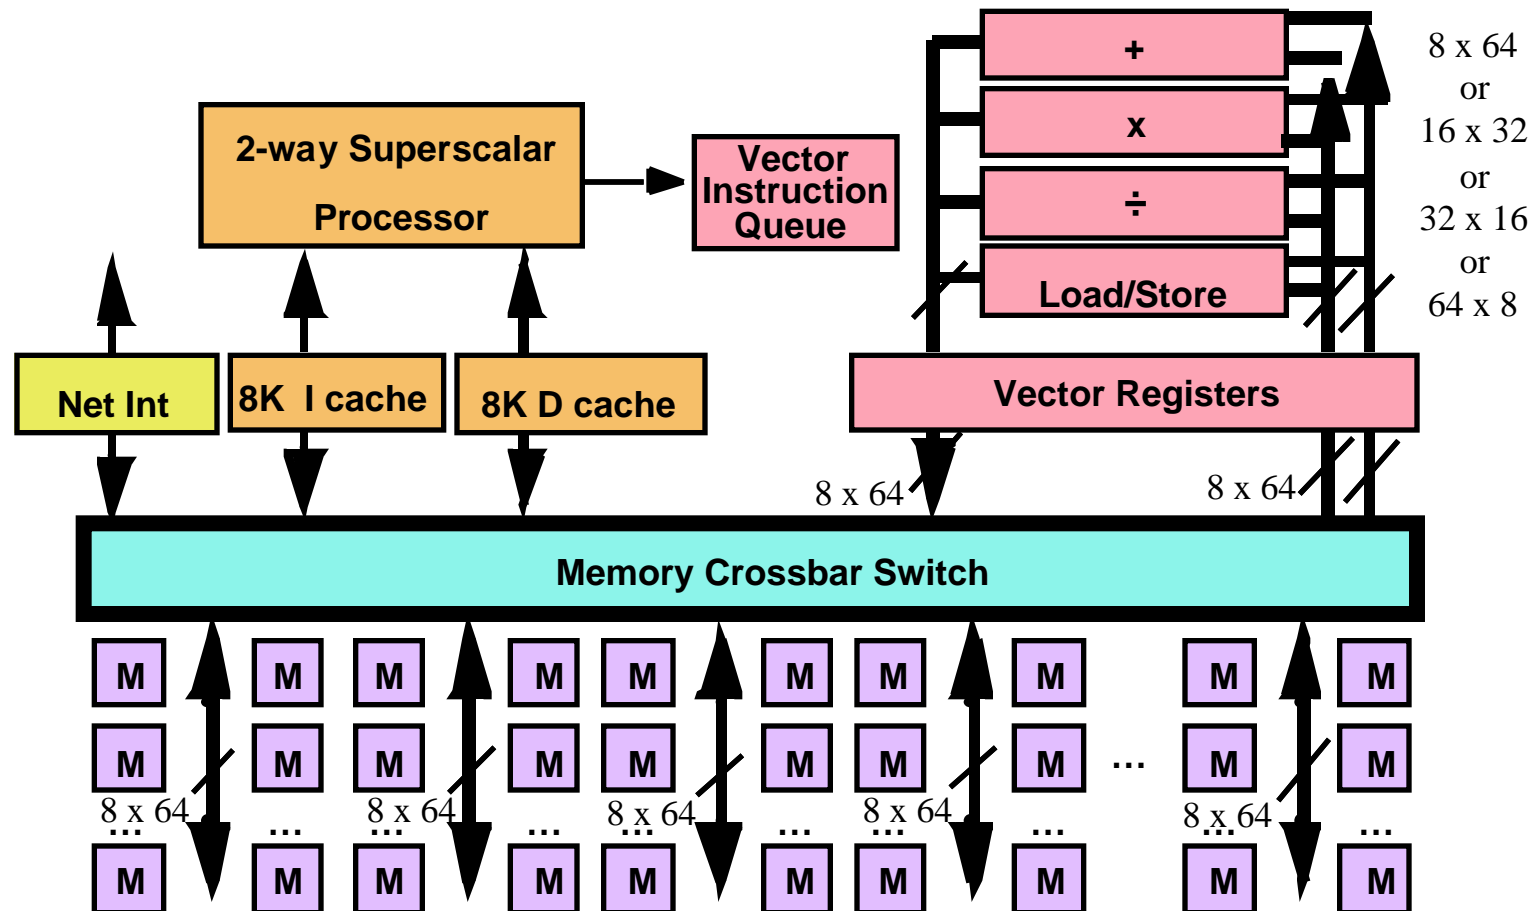 +
8 x 64
or
x
16 x 32
2-way Superscalar
Processor
Vector
Instruction
Queue
÷
or
32 x 16
or
Load/Store
64 x 8
Net Int
8K I cache
8K D cache
Vector Registers
8 x 64
8 x 64
Memory Crossbar Switch
M M M M M M M M M M
M M M M M M M M ... M M
8 x 64 8 x 64 8 x 64 8 x 64 8 x 64
... ... ... ... ... ... ... ... ... ...
M M M M M M M M M M